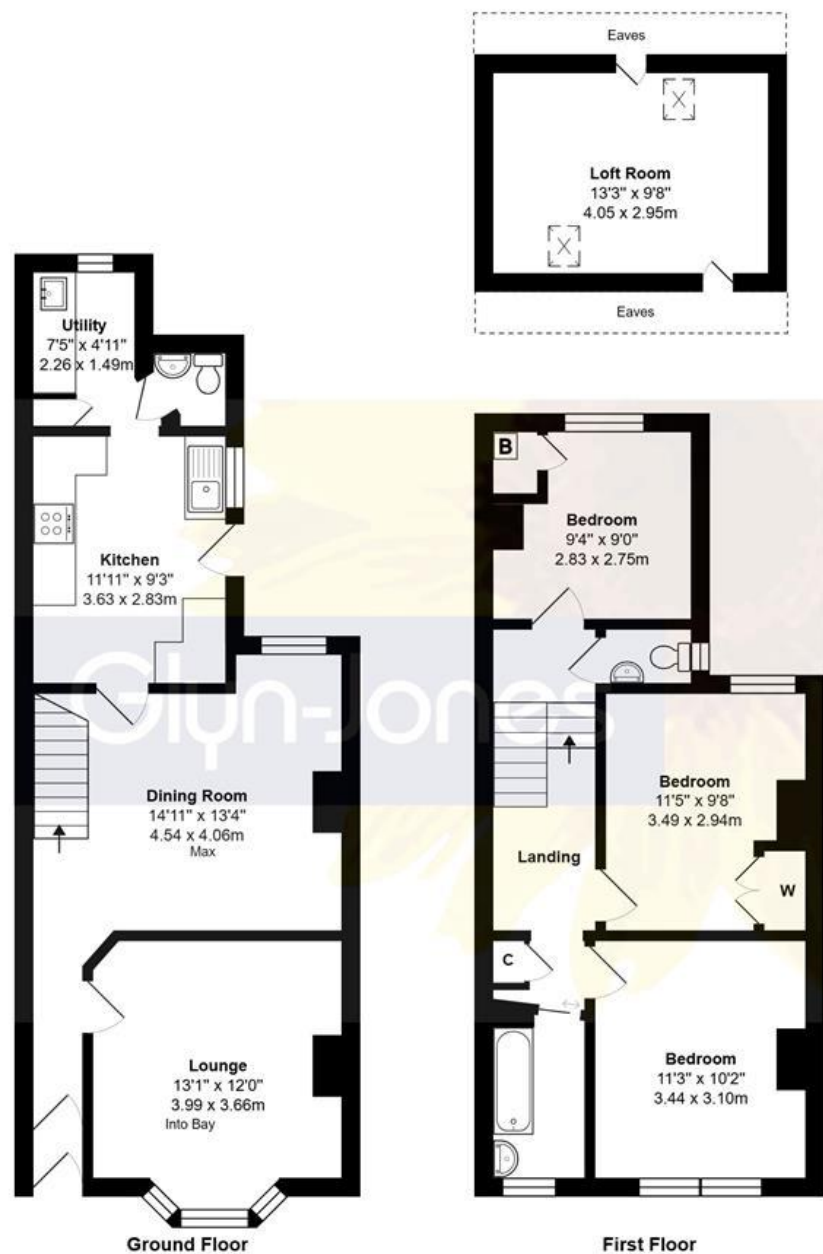 Eaves
Loft Room
13'3" x 9'8"
4.05 x 2.95m
Eaves
Utility
7'5" x 4'11"
2.26 x 1.49m
Kitchen
11'11" x 9'3"
3.63 x 2.83m
Glyn-Jones
Dining Room
14'11" x 13'4"
4.54 x 4.06m
Max
Lounge
13'1" x 12'0"
3.99 x 3.66m
Into Bay
Ground Floor
B
Bedroom
9'4" x 9'0"
2.83 x 2.75m
Bedroom
11'5" x 9'8"
3.49 x 2.94m
Landing
W
C
Bedroom
11'3" x 10'2"
3.44 x 3.10m
First Floor